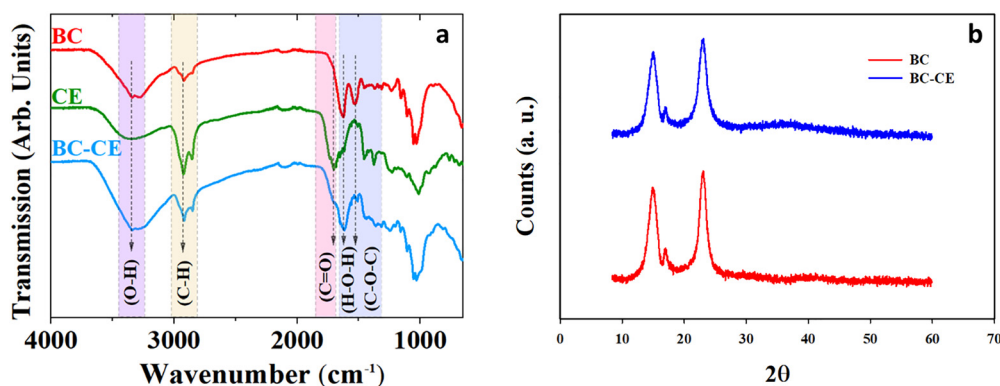 a
BC
CE
BC-CE
Transmission (Arb. Units)
(O-H)
(C-H)
(C=O)
(H-O-H)
(C-O-C)
4000 3000 2000 1000
Wavenumber (cm⁻¹)
b
BC
BC-CE
Counts (a. u.)
0 10 20 30 40 50 60 70
2θ